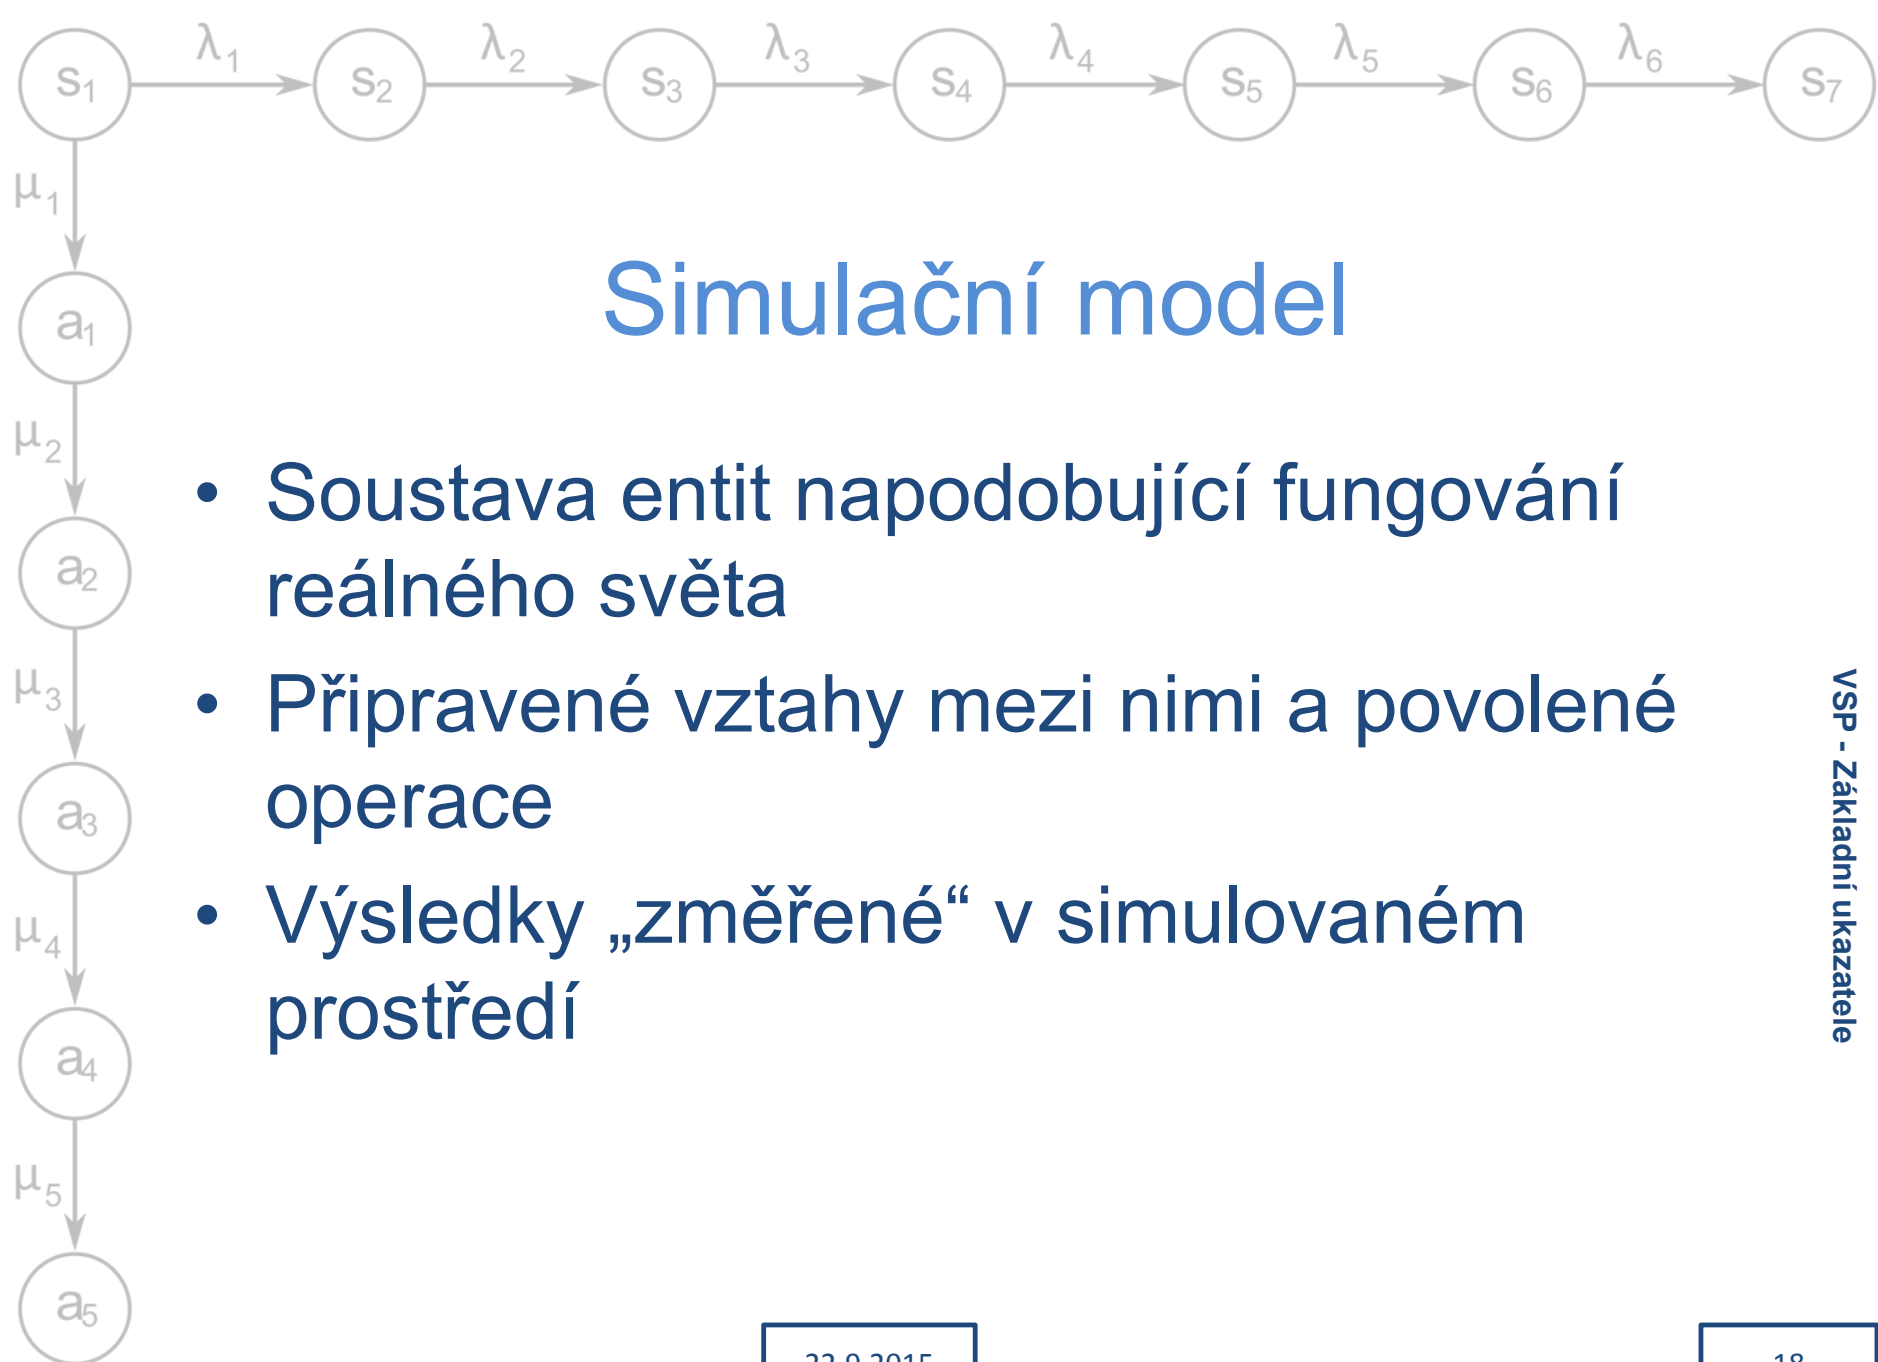 s1 λ1 s2 λ2 s3 λ3 s4 λ4 s5 λ5 s6 λ6 s7
μ1
a1
μ2
a2
μ3
a3
μ4
a4
μ5
a5
Simulační model
• Soustava entit napodobující fungování
reálného světa
• Připravené vztahy mezi nimi a povolené
operace
• Výsledky „změřené“ v simulovaném
prostředí
VSP - Základní ukazatele
18